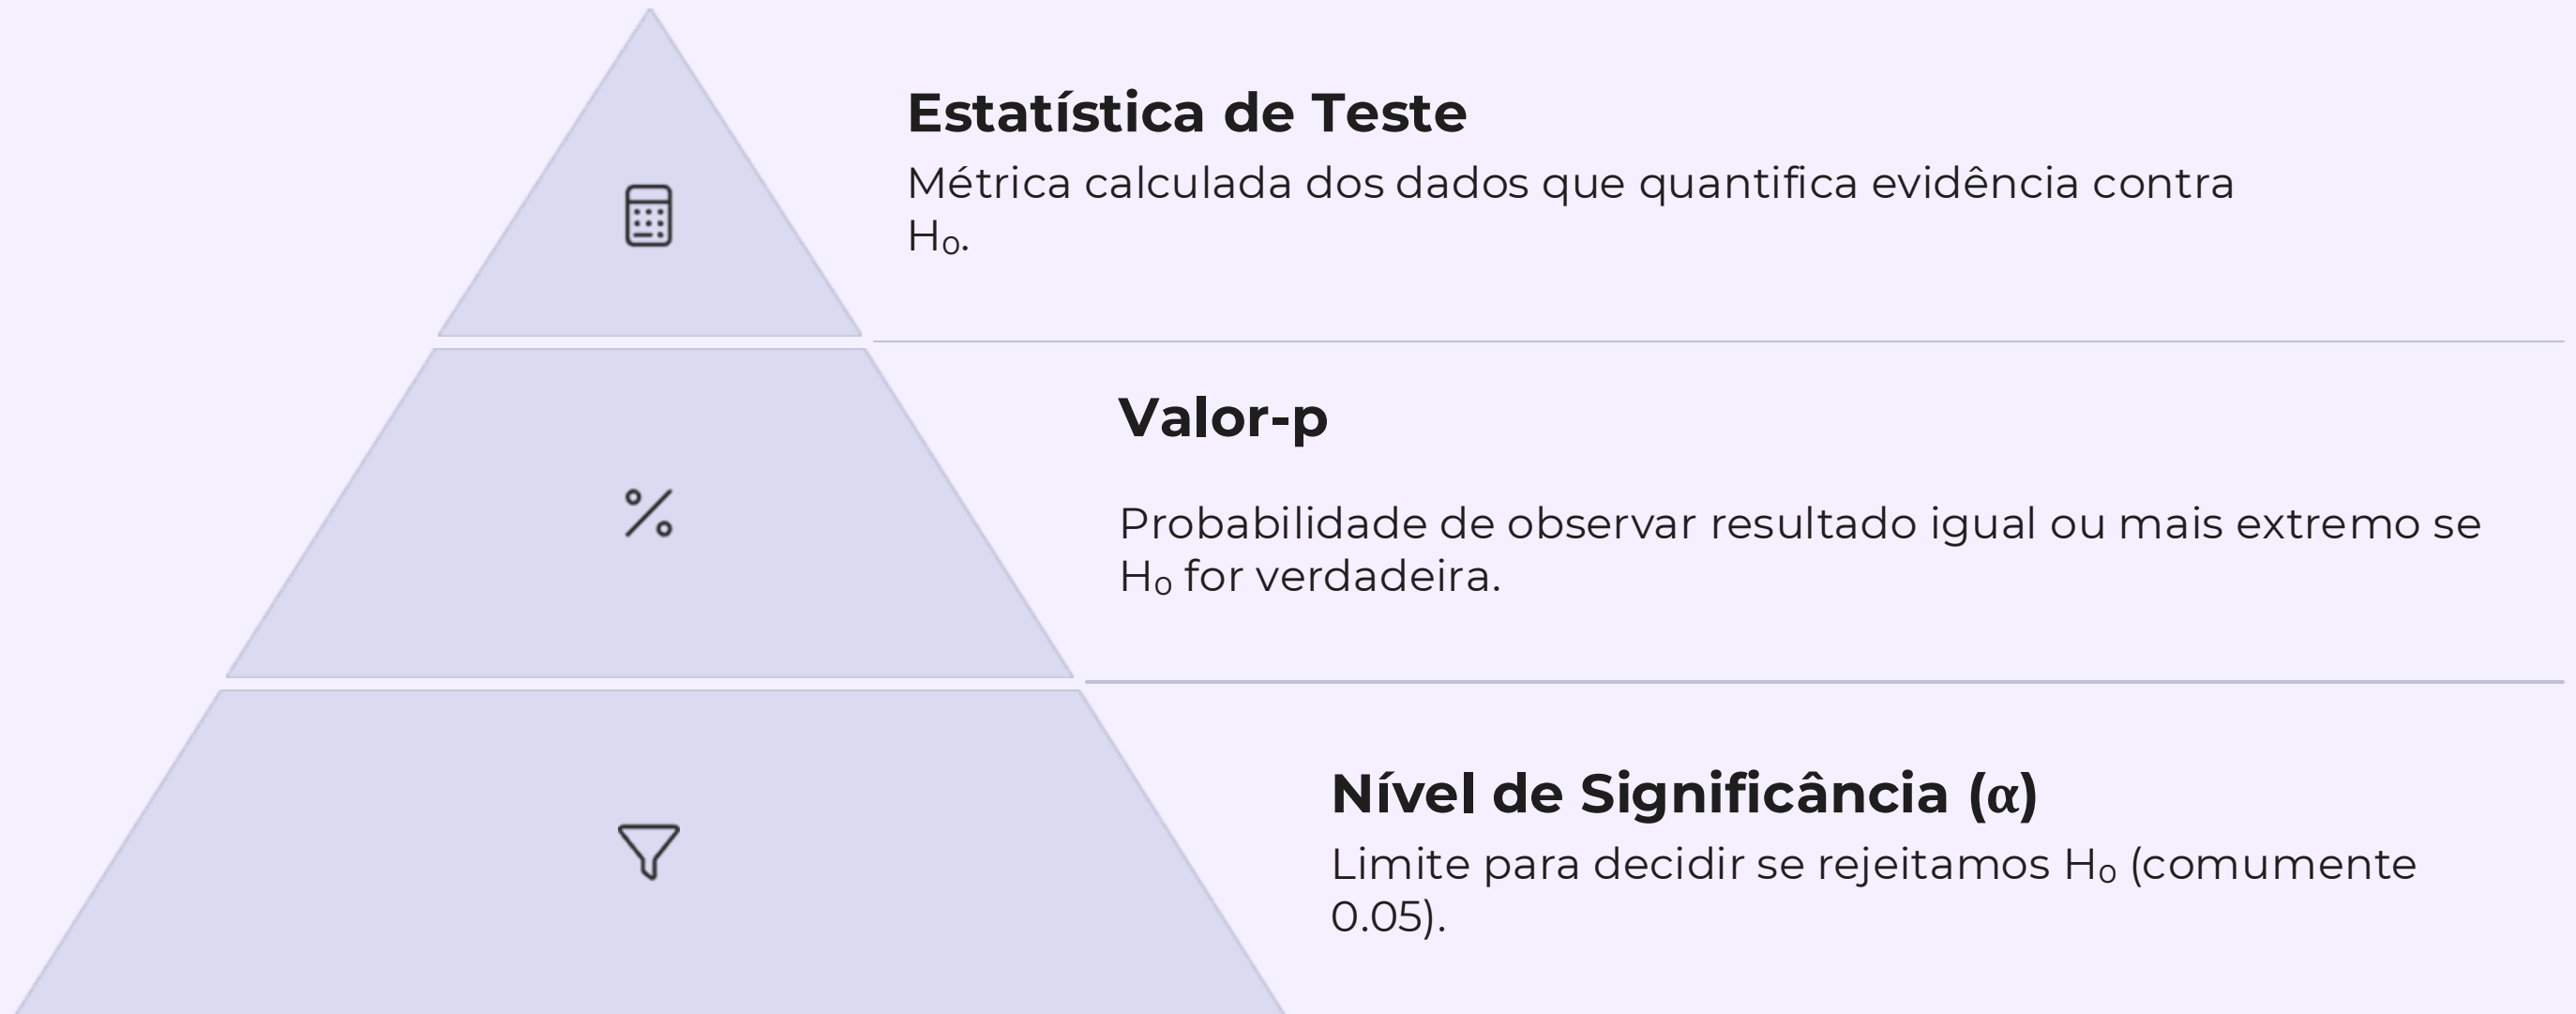 Estatística de Teste
Métrica calculada dos dados que quantifica evidência contra
H₀.
Valor-p
Probabilidade de observar resultado igual ou mais extremo se
H₀ for verdadeira.
Nível de Significância (α)
Limite para decidir se rejeitamos H₀ (comumente
0.05).